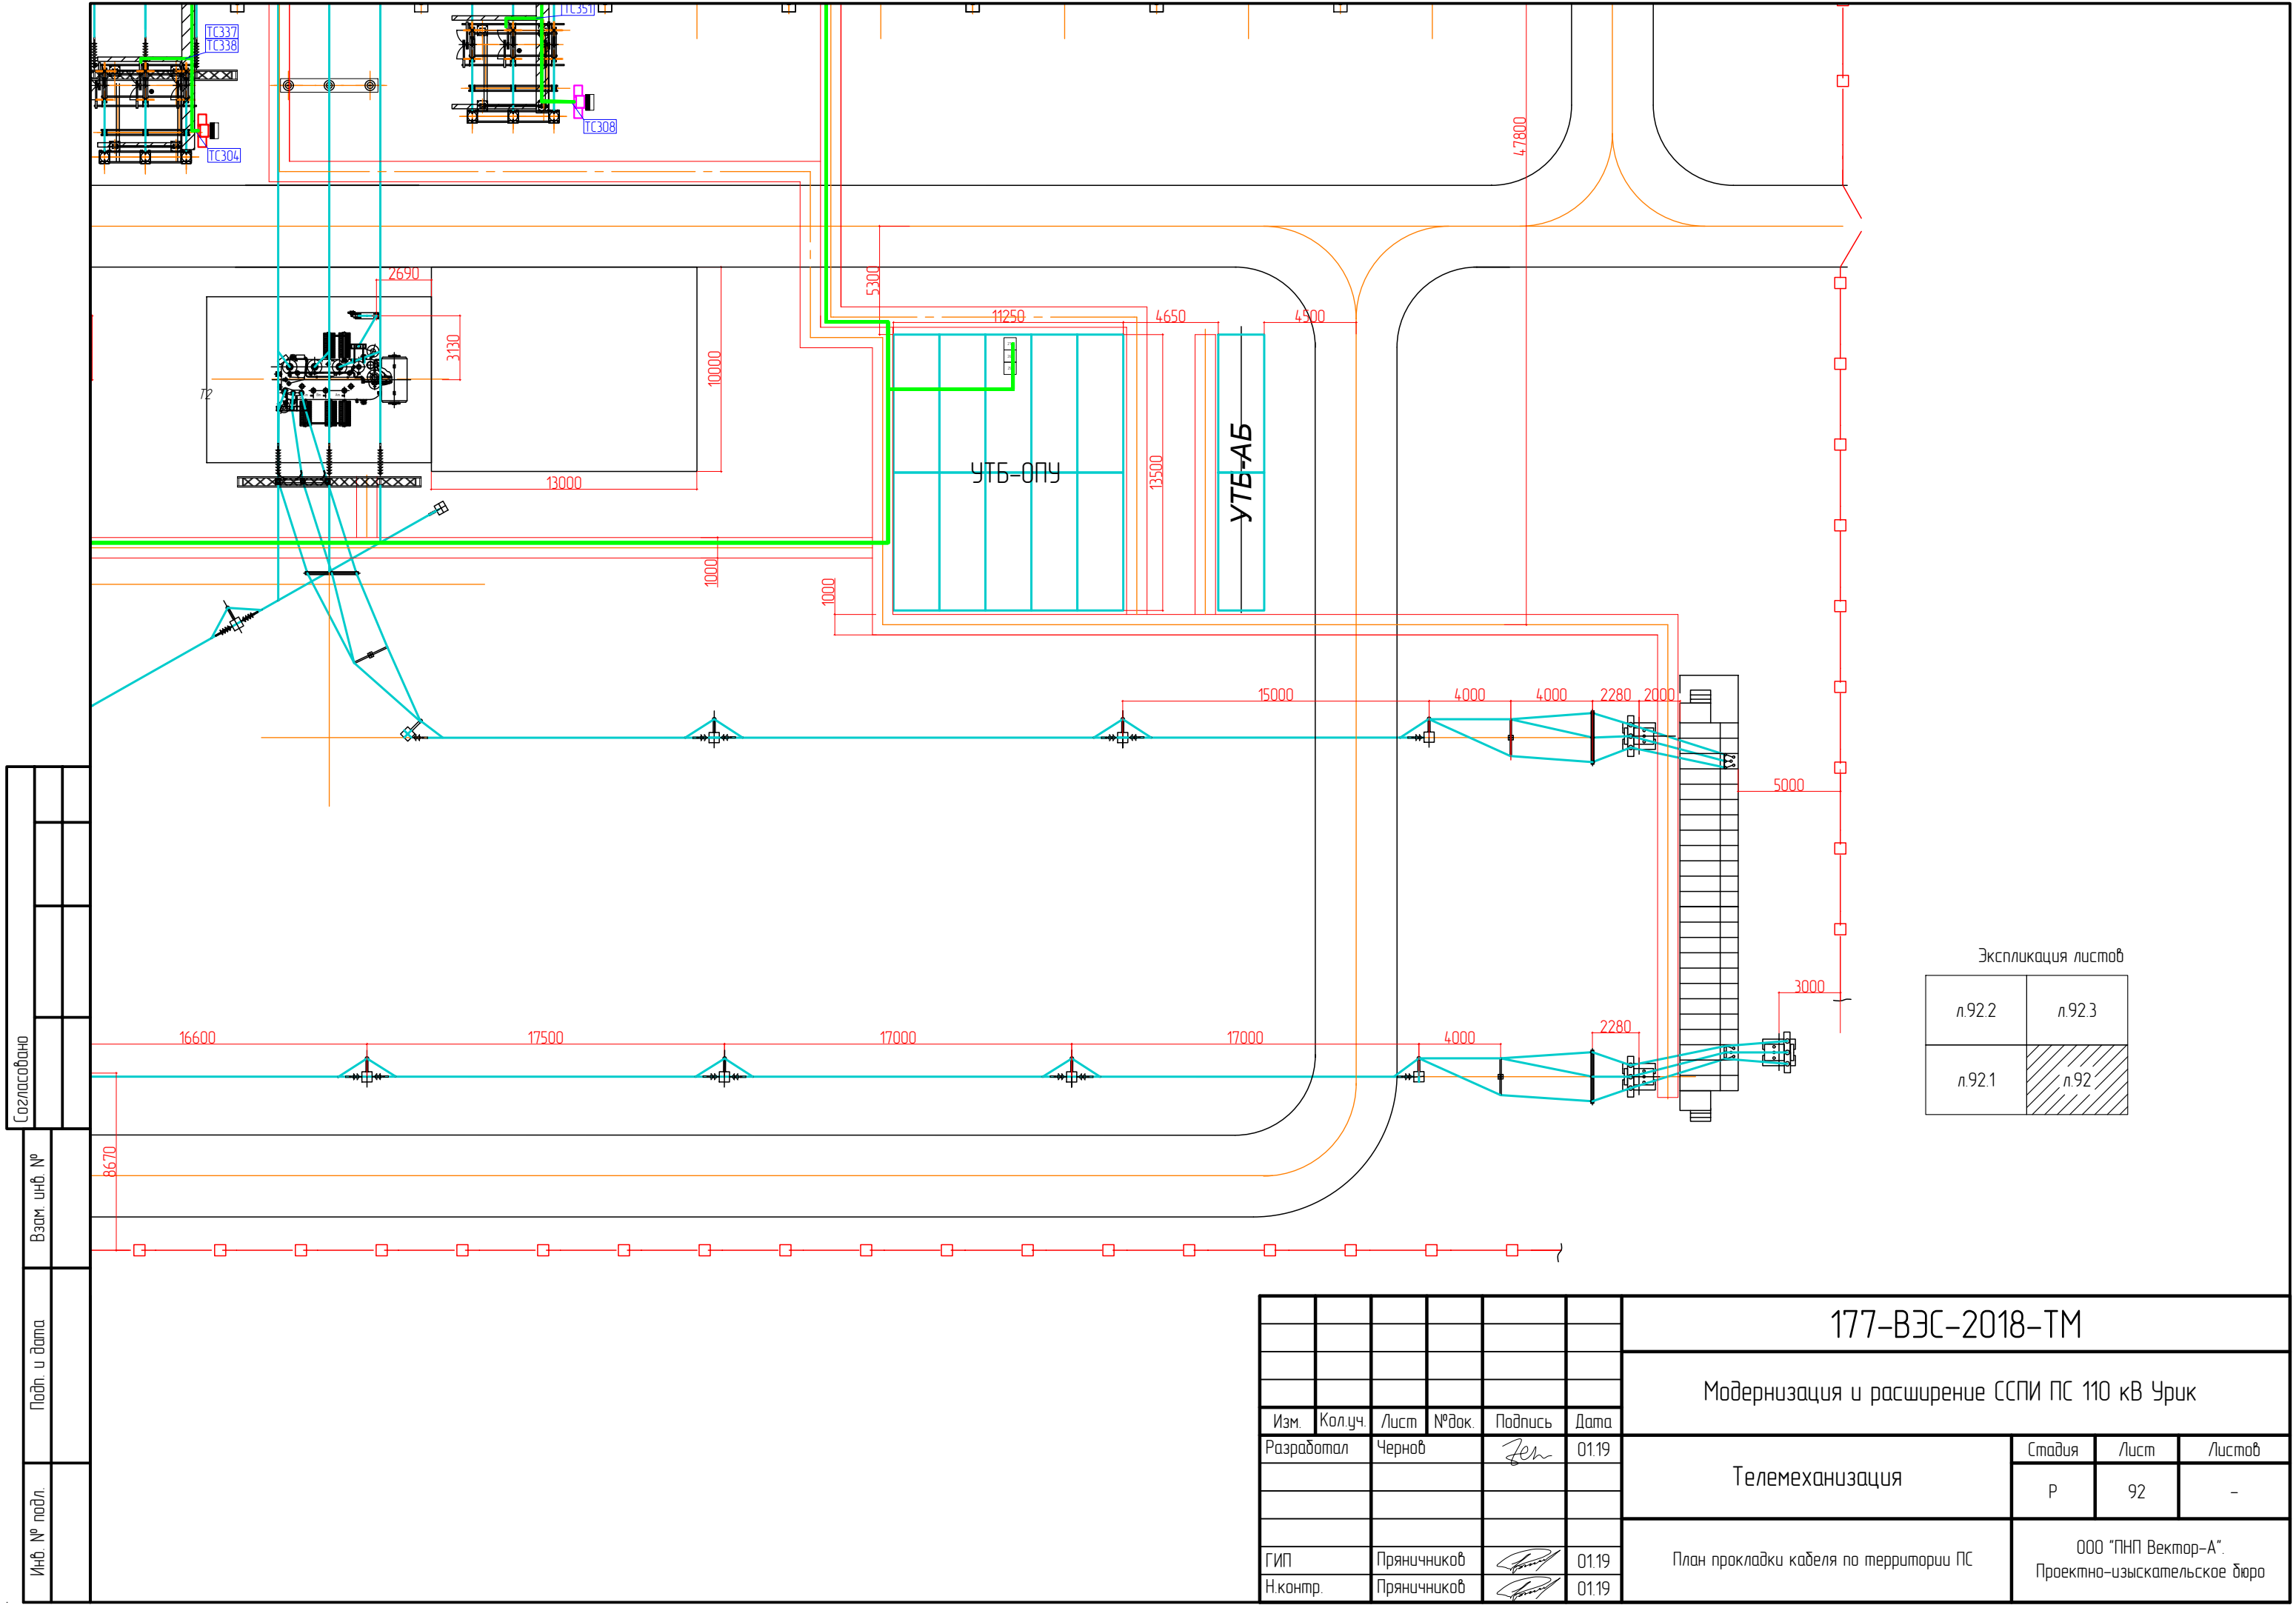 ТС351
ТС337
ТС338
ТС308
ТС304
47800
2690
5300
3130
10000
11250
4650
4500
Т2
13000
УТБ-ОПУ
13500
УТБ-АБ
1000
1000
15000
4000
4000
2280
2000
5000
3000
16600
17500
17000
17000
4000
2280
8670
Экспликация листов
л.92.2
л.92.3
л.92.1
л.92
Согласовано
Взам. инв. №
Подп. и дата
Инв. № подл.
177-ВЭС-2018-ТМ
Модернизация и расширение ССПИ ПС 110 кВ Урик
Изм.
Кол.уч.
Лист
№док.
Подпись
Дата
Разработал
Чернов
01.19
Телемеханизация
Стадия
Лист
Листов
Р
92
-
ГИП
Пряничников
01.19
Н.контр.
Пряничников
01.19
План прокладки кабеля по территории ПС
ООО "ПНП Вектор-А".
Проектно-изыскательское бюро